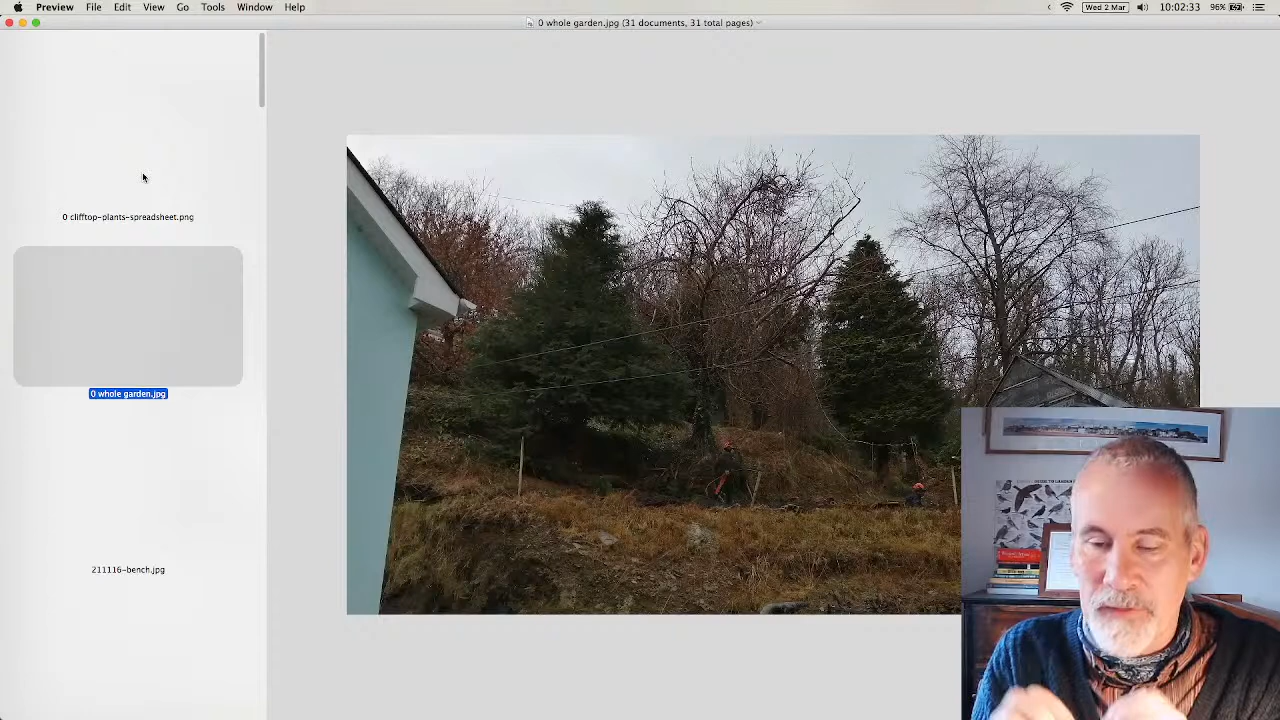 Preview File Edit View Go Tools Window Help
Wed 2 Mar 10:02:33 96%
0 whole garden.jpg (31 documents, 31 total pages)
0 clifftop-plants-spreadsheet.png
0 whole garden.jpg
211116-bench.jpg